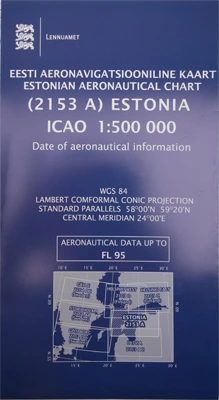 LENNUAMET
EESTI AERONAVIGATSIOONILINE KAART
ESTONIAN AERONAUTICAL CHART
(2153 A) ESTONIA
ICAO 1:500 000
Date of aeronautical information
WGS 84
LAMBERT COMFORMAL CONIC PROJECTION
STANDARD PARALLELS 58°00'N 59°20'N
CENTRAL MERIDIAN 24°00'E
AERONAUTICAL DATA UP TO
FL 95
ESTONIA
2153 A